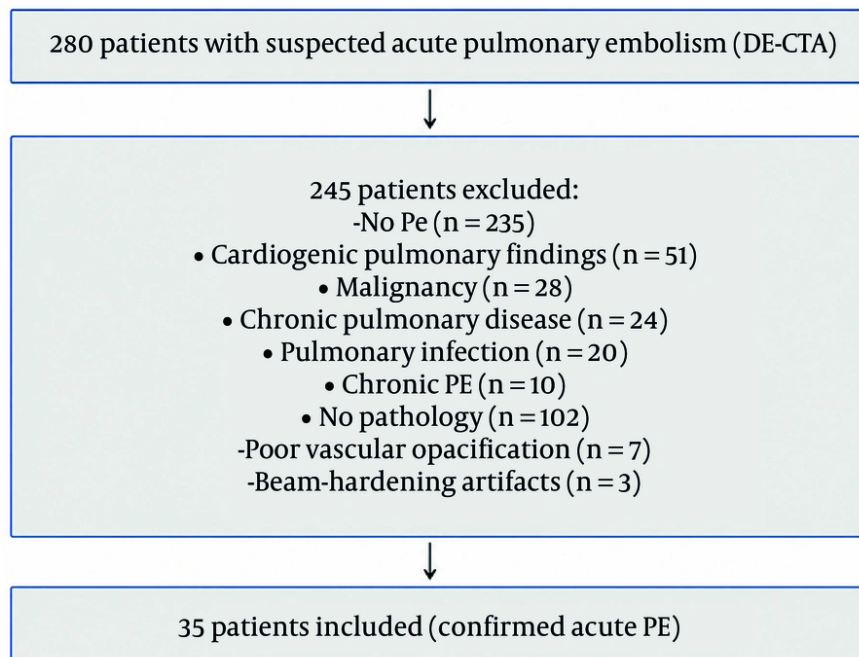 280 patients with suspected acute pulmonary embolism (DE-CTA)
245 patients excluded:
-No Pe (n = 235)
• Cardiogenic pulmonary findings (n = 51)
• Malignancy (n = 28)
• Chronic pulmonary disease (n = 24)
• Pulmonary infection (n = 20)
• Chronic PE (n = 10)
• No pathology (n = 102)
-Poor vascular opacification (n = 7)
-Beam-hardening artifacts (n = 3)
35 patients included (confirmed acute PE)